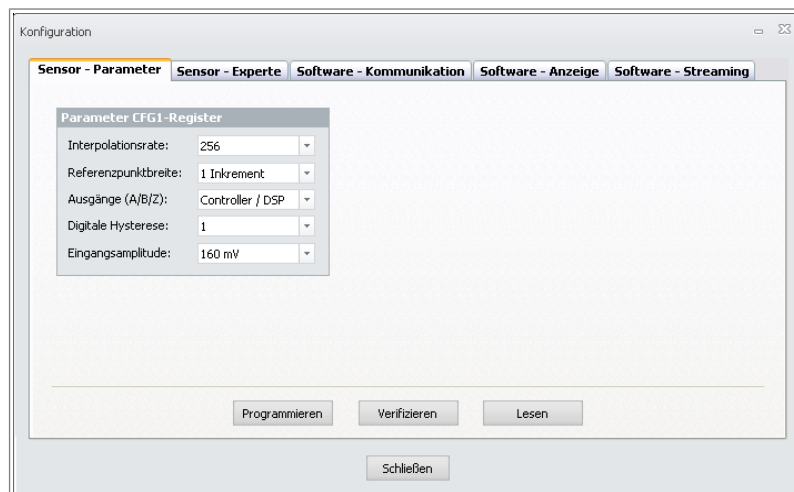 Konfiguration
Sensor - Parameter Sensor - Experte Software - Kommunikation Software - Anzeige Software - Streaming
Parameter CFG1-Register
Interpolationsrate: 256
Referenzpunktbreite: 1 Inkrement
Ausgänge (A/B/Z): Controller / DSP
Digitale Hysterese: 1
Eingangsamplitude: 160 mV
Programmieren Verifizieren Lesen
Schließen